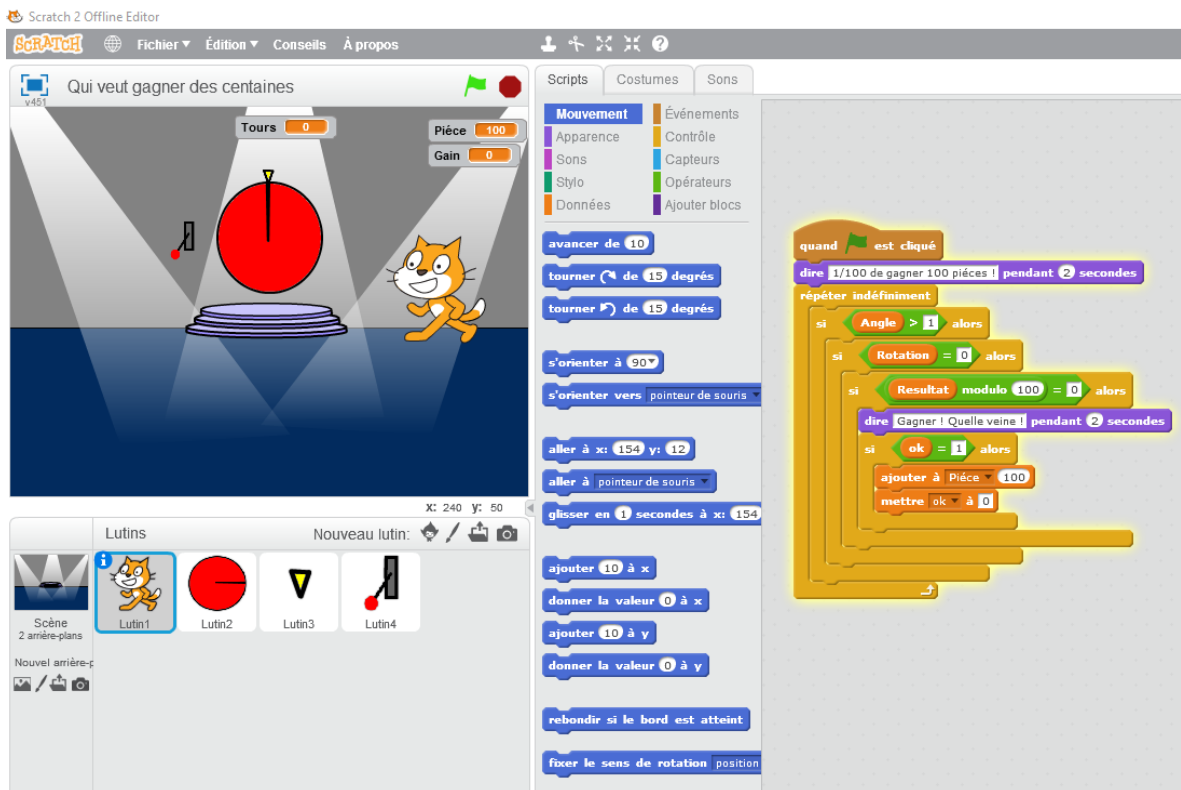 Scratch 2 Offline Editor
SCRATCH Fichier Édition Conseils À propos
v451 Qui veut gagner des centaines
Tours 0
Piéce 100
Gain 0
x: 240 y: 50
Lutins Nouveau lutin:
Scène
2 arrière-plans
Nouvel arrière-p
Lutin1 Lutin2 Lutin3 Lutin4
Scripts Costumes Sons
Mouvement Événements
Apparence Contrôle
Sons Capteurs
Stylo Opérateurs
Données Ajouter blocs
avancer de 10
tourner de 15 degrés
tourner de 15 degrés
s'orienter à 90
s'orienter vers pointeur de souris
aller à x: 154 y: 12
aller à pointeur de souris
glisser en 1 secondes à x: 154
ajouter 10 à x
donner la valeur 0 à x
ajouter 10 à y
donner la valeur 0 à y
rebondir si le bord est atteint
fixer le sens de rotation position
quand est cliqué
dire 1/100 de gagner 100 piéces ! pendant 2 secondes
répéter indéfiniment
si Angle > 1 alors
si Rotation = 0 alors
si Resultat modulo 100 = 0 alors
dire Gagner ! Quelle veine ! pendant 2 secondes
si ok = 1 alors
ajouter à Piéce 100
mettre ok à 0